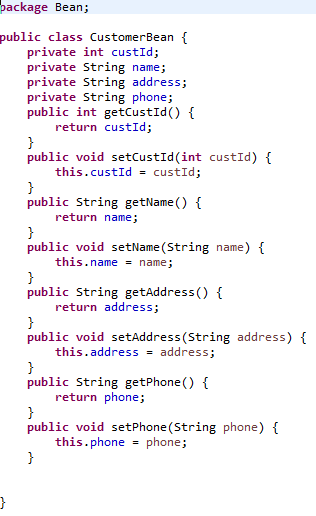 package Bean;
public class CustomerBean {
private int custId;
private String name;
private String address;
private String phone;
public int getCustId() {
return custId;
}
public void setCustId(int custId) {
this.custId = custId;
}
public String getName() {
return name;
}
public void setName(String name) {
this.name = name;
}
public String getAddress() {
return address;
}
public void setAddress(String address) {
this.address = address;
}
public String getPhone() {
return phone;
}
public void setPhone(String phone) {
this.phone = phone;
}
}